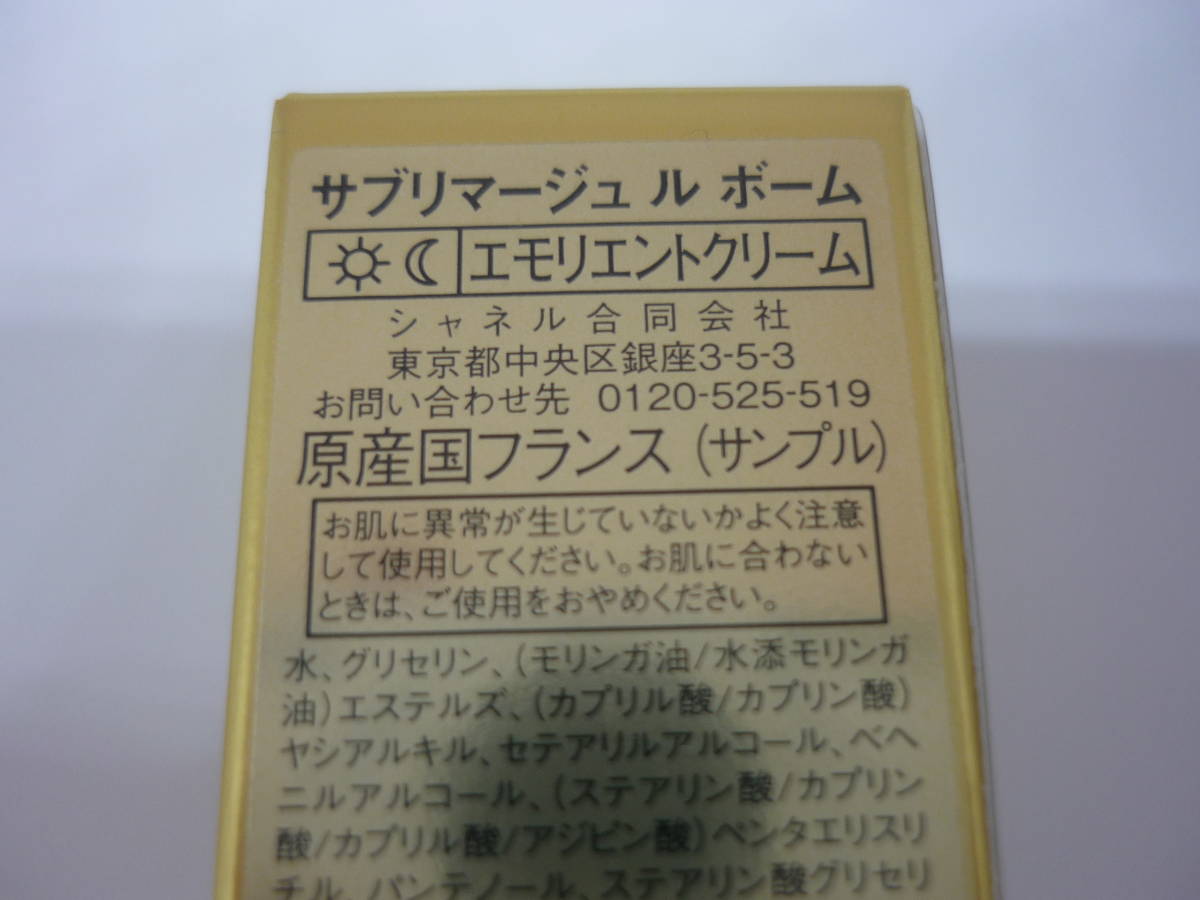 サブリマージュ ル ボーム
エモリエントクリーム
シャネル合同会社
東京都中央区銀座3-5-3
お問い合わせ先 0120-525-519
原産国フランス (サンプル)
お肌に異常が生じていないかよく注意
して使用してください。お肌に合わない
ときは、ご使用をおやめください。
水、グリセリン、(モリンガ油/水添モリンガ
油)エステルズ、(カプリル酸/カプリン酸)
ヤシアルキル、セテアリルアルコール、ベヘ
ニルアルコール、(ステアリン酸/カプリン
酸/カプリル酸/アジピン酸)ペンタエリスリ
チル、パンテノール、ステアリン酸グリセリ